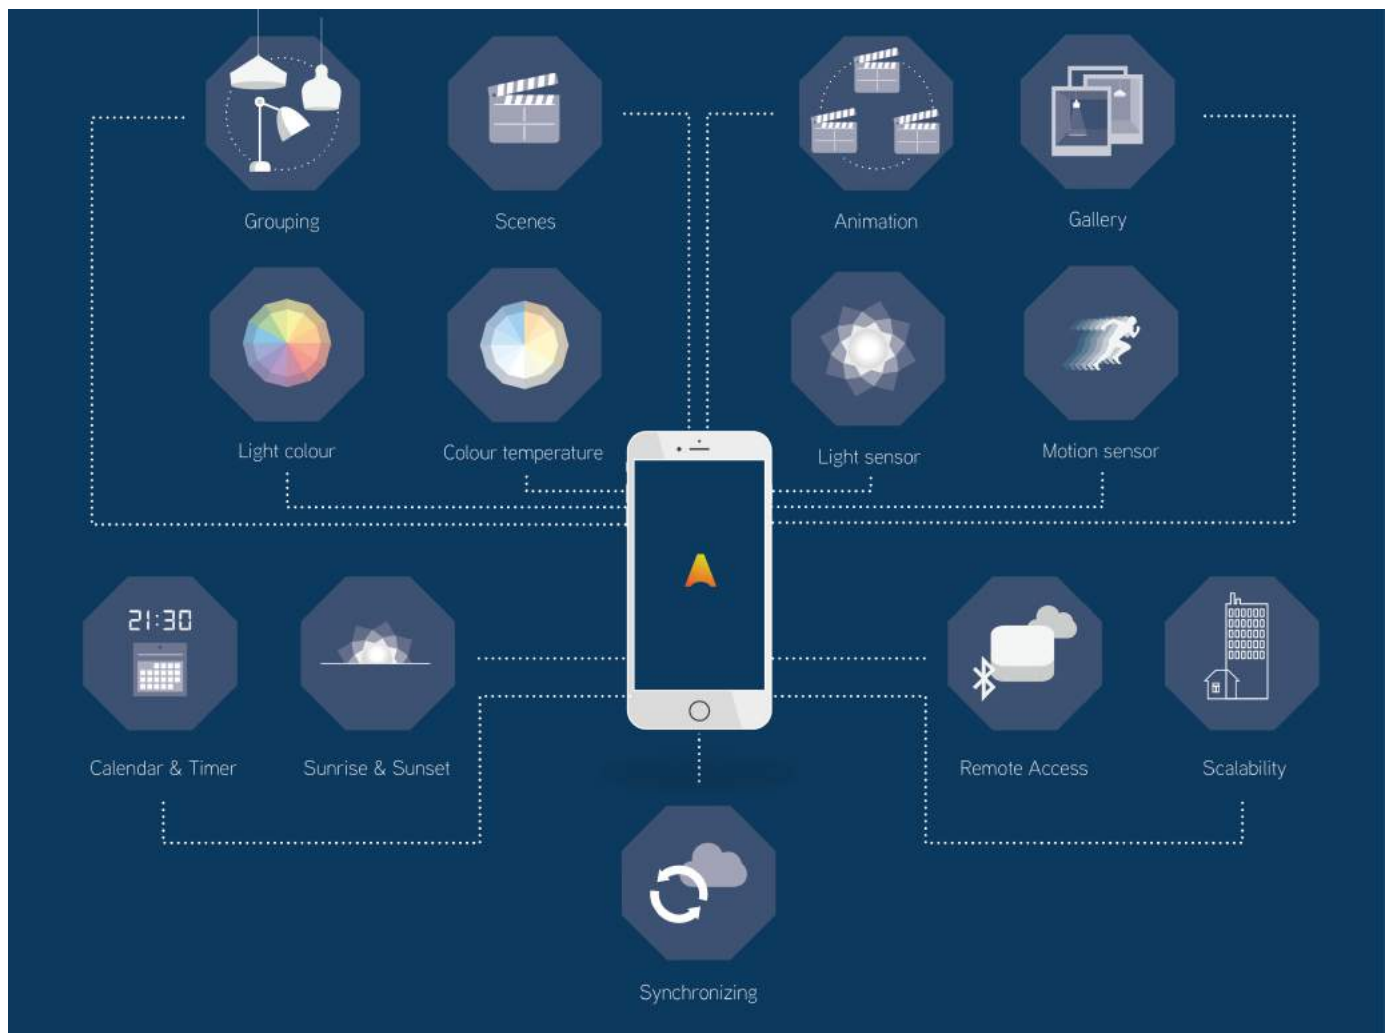 Grouping
Scenes
Animation
Gallery
Light colour
Colour temperature
Light sensor
Motion sensor
21:30
Calendar & Timer
Sunrise & Sunset
Remote Access
Scalability
Synchronizing